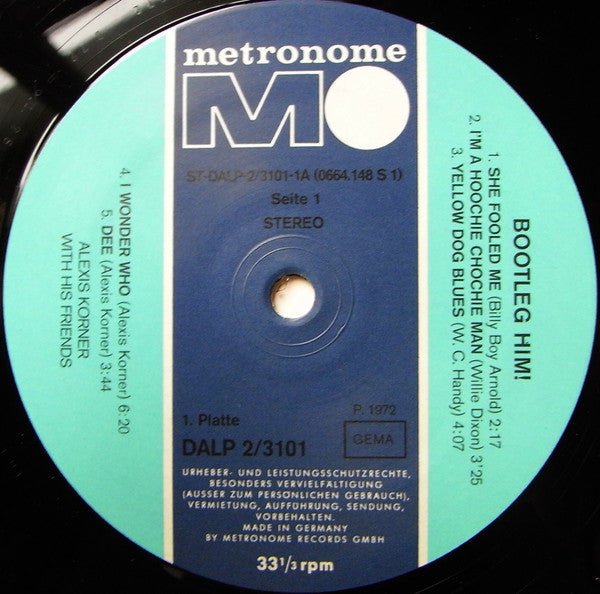 metronome
MO
ST-DALP 2/3101-1A (0664.148 S 1)
Seite 1
STEREO
BOOTLEG HIM!
1. SHE FOOLED ME (Billy Boy Arnold) 2:17
2. I'M A HOOCHIE CHOCHIE MAN (Willie Dixon) 3'25
3. YELLOW DOG BLUES (W. C. Handy) 4:07
4. I WONDER WHO (Alexis Korner) 6:20
5. DEE (Alexis Korner) 3:44
ALEXIS KORNER
WITH HIS FRIENDS
1. Platte
P. 1972
DALP 2/3101
GEMA
URHEBER- UND LEISTUNGSSCHUTZRECHTE,
BESONDERS VERVIELFÄLTIGUNG
(AUSSER ZUM PERSÖNLICHEN GEBRAUCH),
VERMIETUNG, AUFFÜHRUNG, SENDUNG,
VORBEHALTEN.
MADE IN GERMANY
BY METRONOME RECORDS GMBH
33 1/3 rpm